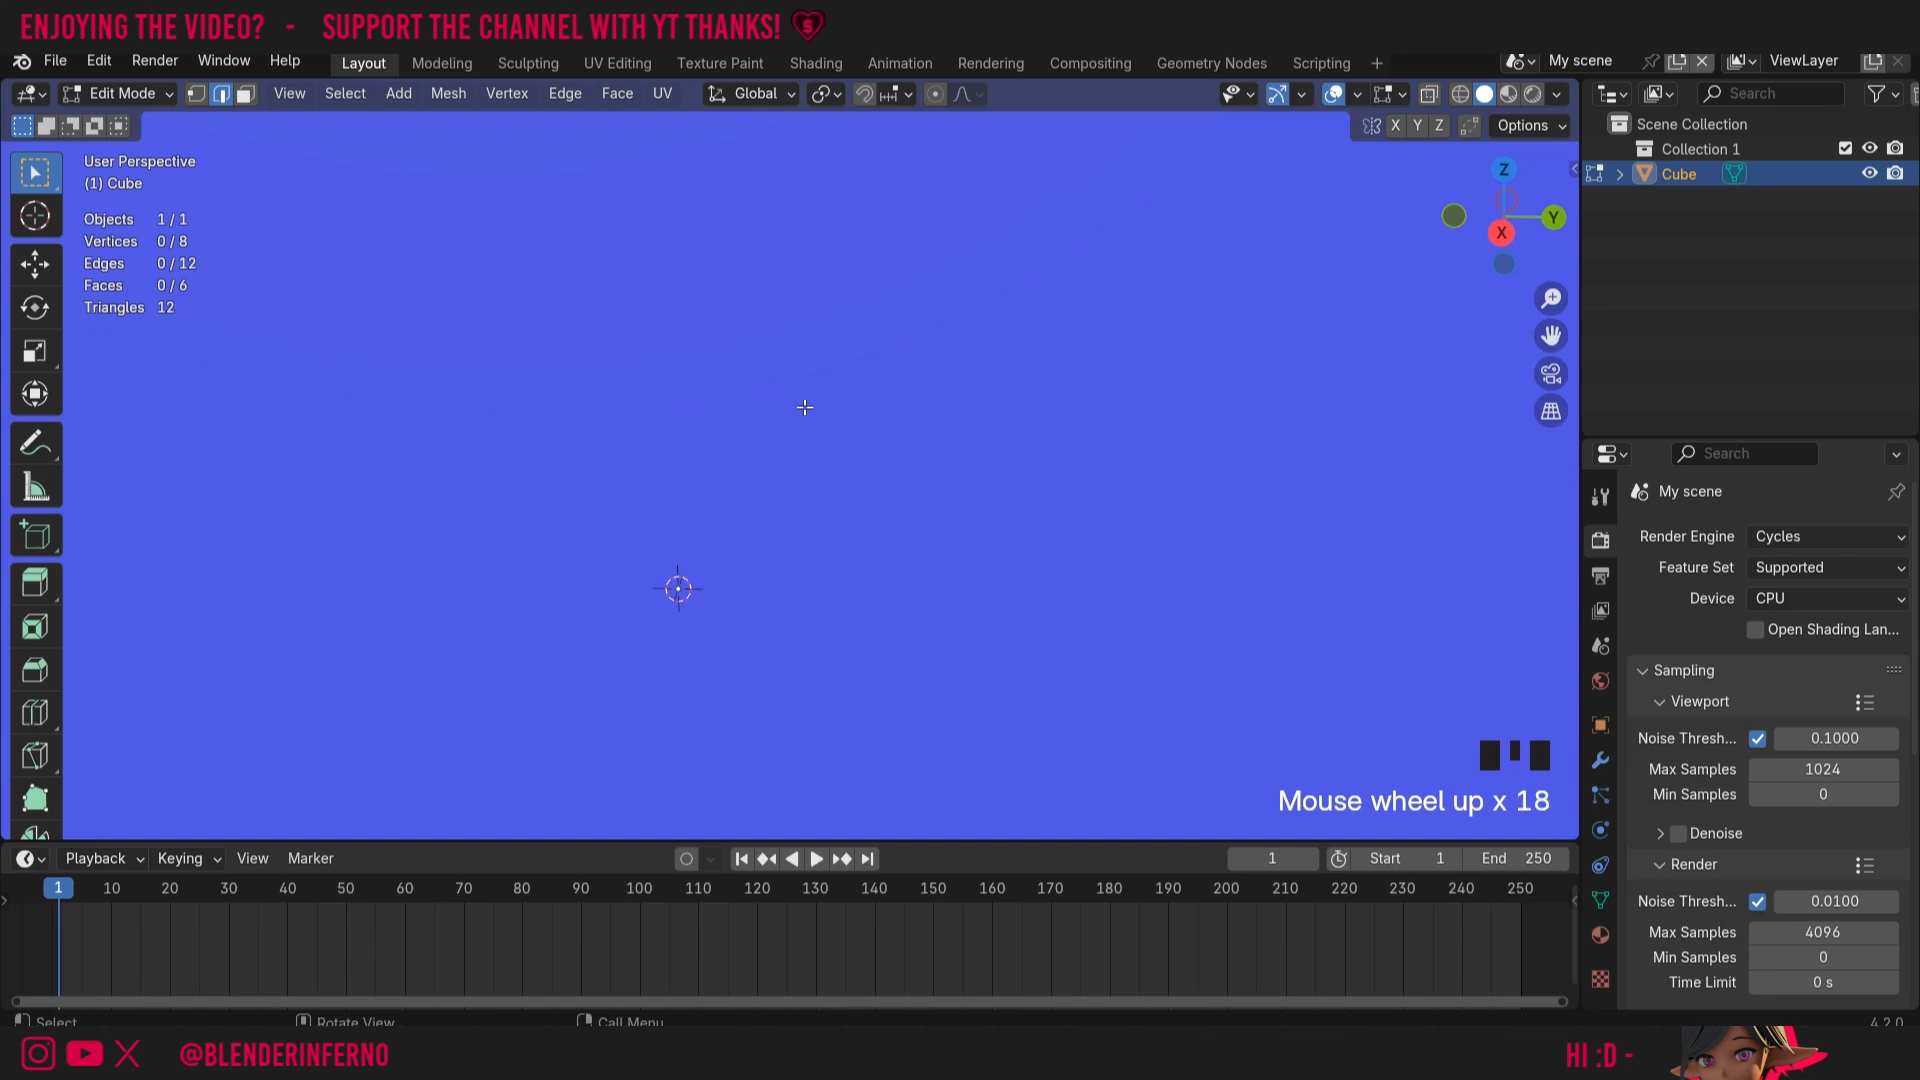 ENJOYING THE VIDEO? - SUPPORT THE CHANNEL WITH YT THANKS!
File Edit Render Window Help Layout Modeling Sculpting UV Editing Texture Paint Shading Animation Rendering Compositing Geometry Nodes Scripting + My scene ViewLayer
Edit Mode View Select Add Mesh Vertex Edge Face UV Global Search
X Y Z Options
Scene Collection
Collection 1
Cube
User Perspective
(1) Cube
Objects 1 / 1
Vertices 0 / 8
Edges 0 / 12
Faces 0 / 6
Triangles 12
Z
Y
X
Search
My scene
Render Engine Cycles
Feature Set Supported
Device CPU
Open Shading Lan...
Sampling
Viewport
Noise Thresh... 0.1000
Max Samples 1024
Min Samples 0
Denoise
Render
Noise Thresh... 0.0100
Max Samples 4096
Min Samples 0
Time Limit 0 s
Mouse wheel up x 18
Playback Keying View Marker 1 Start 1 End 250
1 10 20 30 40 50 60 70 80 90 100 110 120 130 140 150 160 170 180 190 200 210 220 230 240 250
Select Rotate View Call Menu 4.2.0
@BLENDERINFERNO
HI :D -